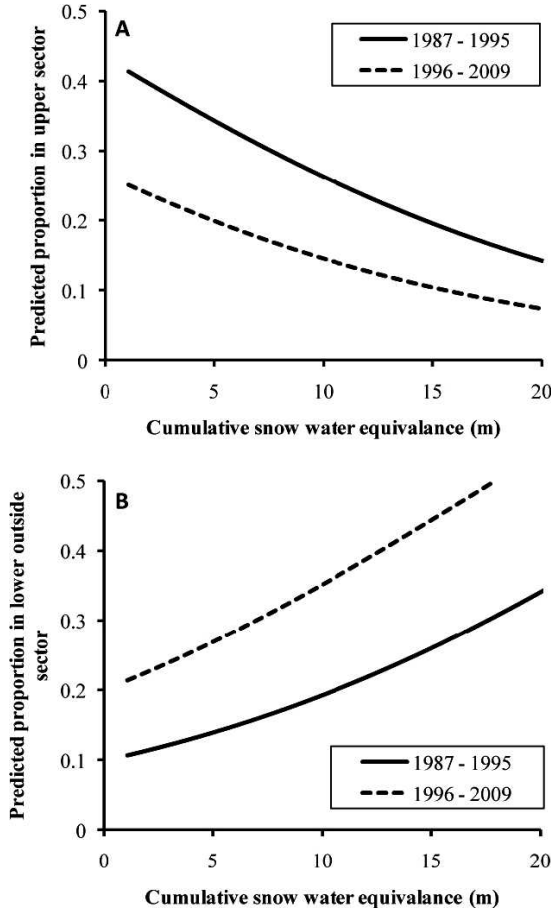 A
1987 - 1995
1996 - 2009
Predicted proportion in upper sector
0.5
0.4
0.3
0.2
0.1
0
0 5 10 15 20
Cumulative snow water equivalance (m)
B
Predicted proportion in lower outside
sector
0.5
0.4
0.3
0.2
0.1
0
1987 - 1995
1996 - 2009
0 5 10 15 20
Cumulative snow water equivalance (m)